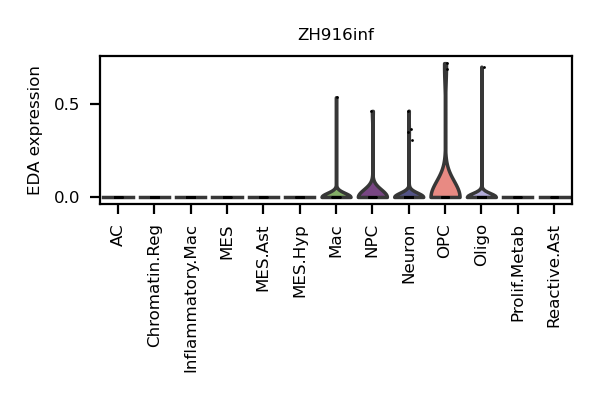 ZH916inf
EDA expression
0.5
0.0
AC
Chromatin.Reg
Inflammatory.Mac
MES
MES.Ast
MES.Hyp
Mac
NPC
Neuron
OPC
Oligo
Prolif.Metab
Reactive.Ast